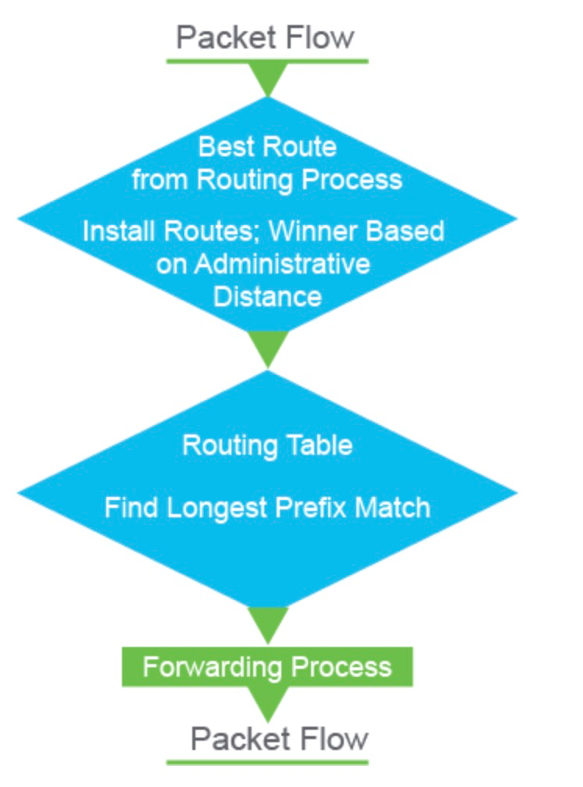 Packet Flow
Best Route
from Routing Process
Install Routes; Winner Based
on Administrative
Distance
Routing Table
Find Longest Prefix Match
Forwarding Process
Packet Flow